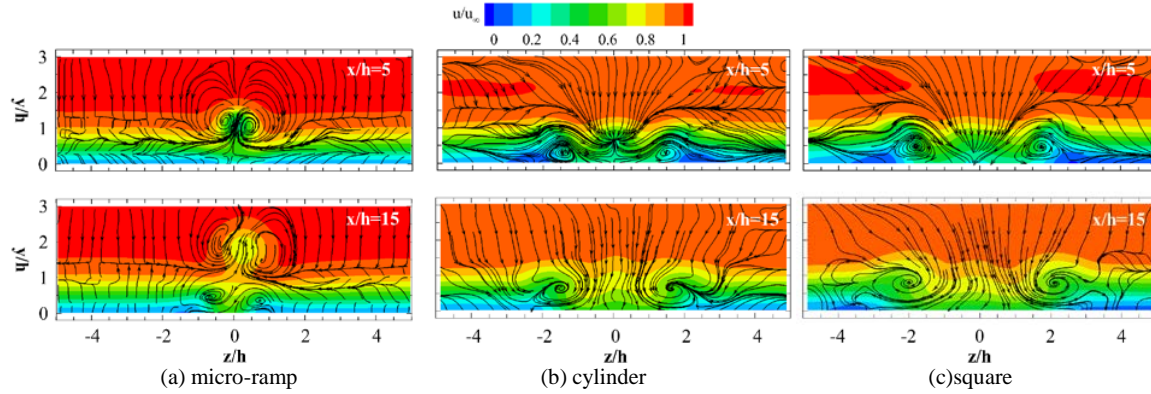 u/u∞
0 0.2 0.4 0.6 0.8 1
3
2
1
0
y/h
x/h=5
x/h=5
x/h=5
3
2
1
0
y/h
x/h=15
x/h=15
x/h=15
-4 -2 0 2 4
-4 -2 0 2 4
-4 -2 0 2 4
z/h
z/h
z/h
(a) micro-ramp
(b) cylinder
(c)square